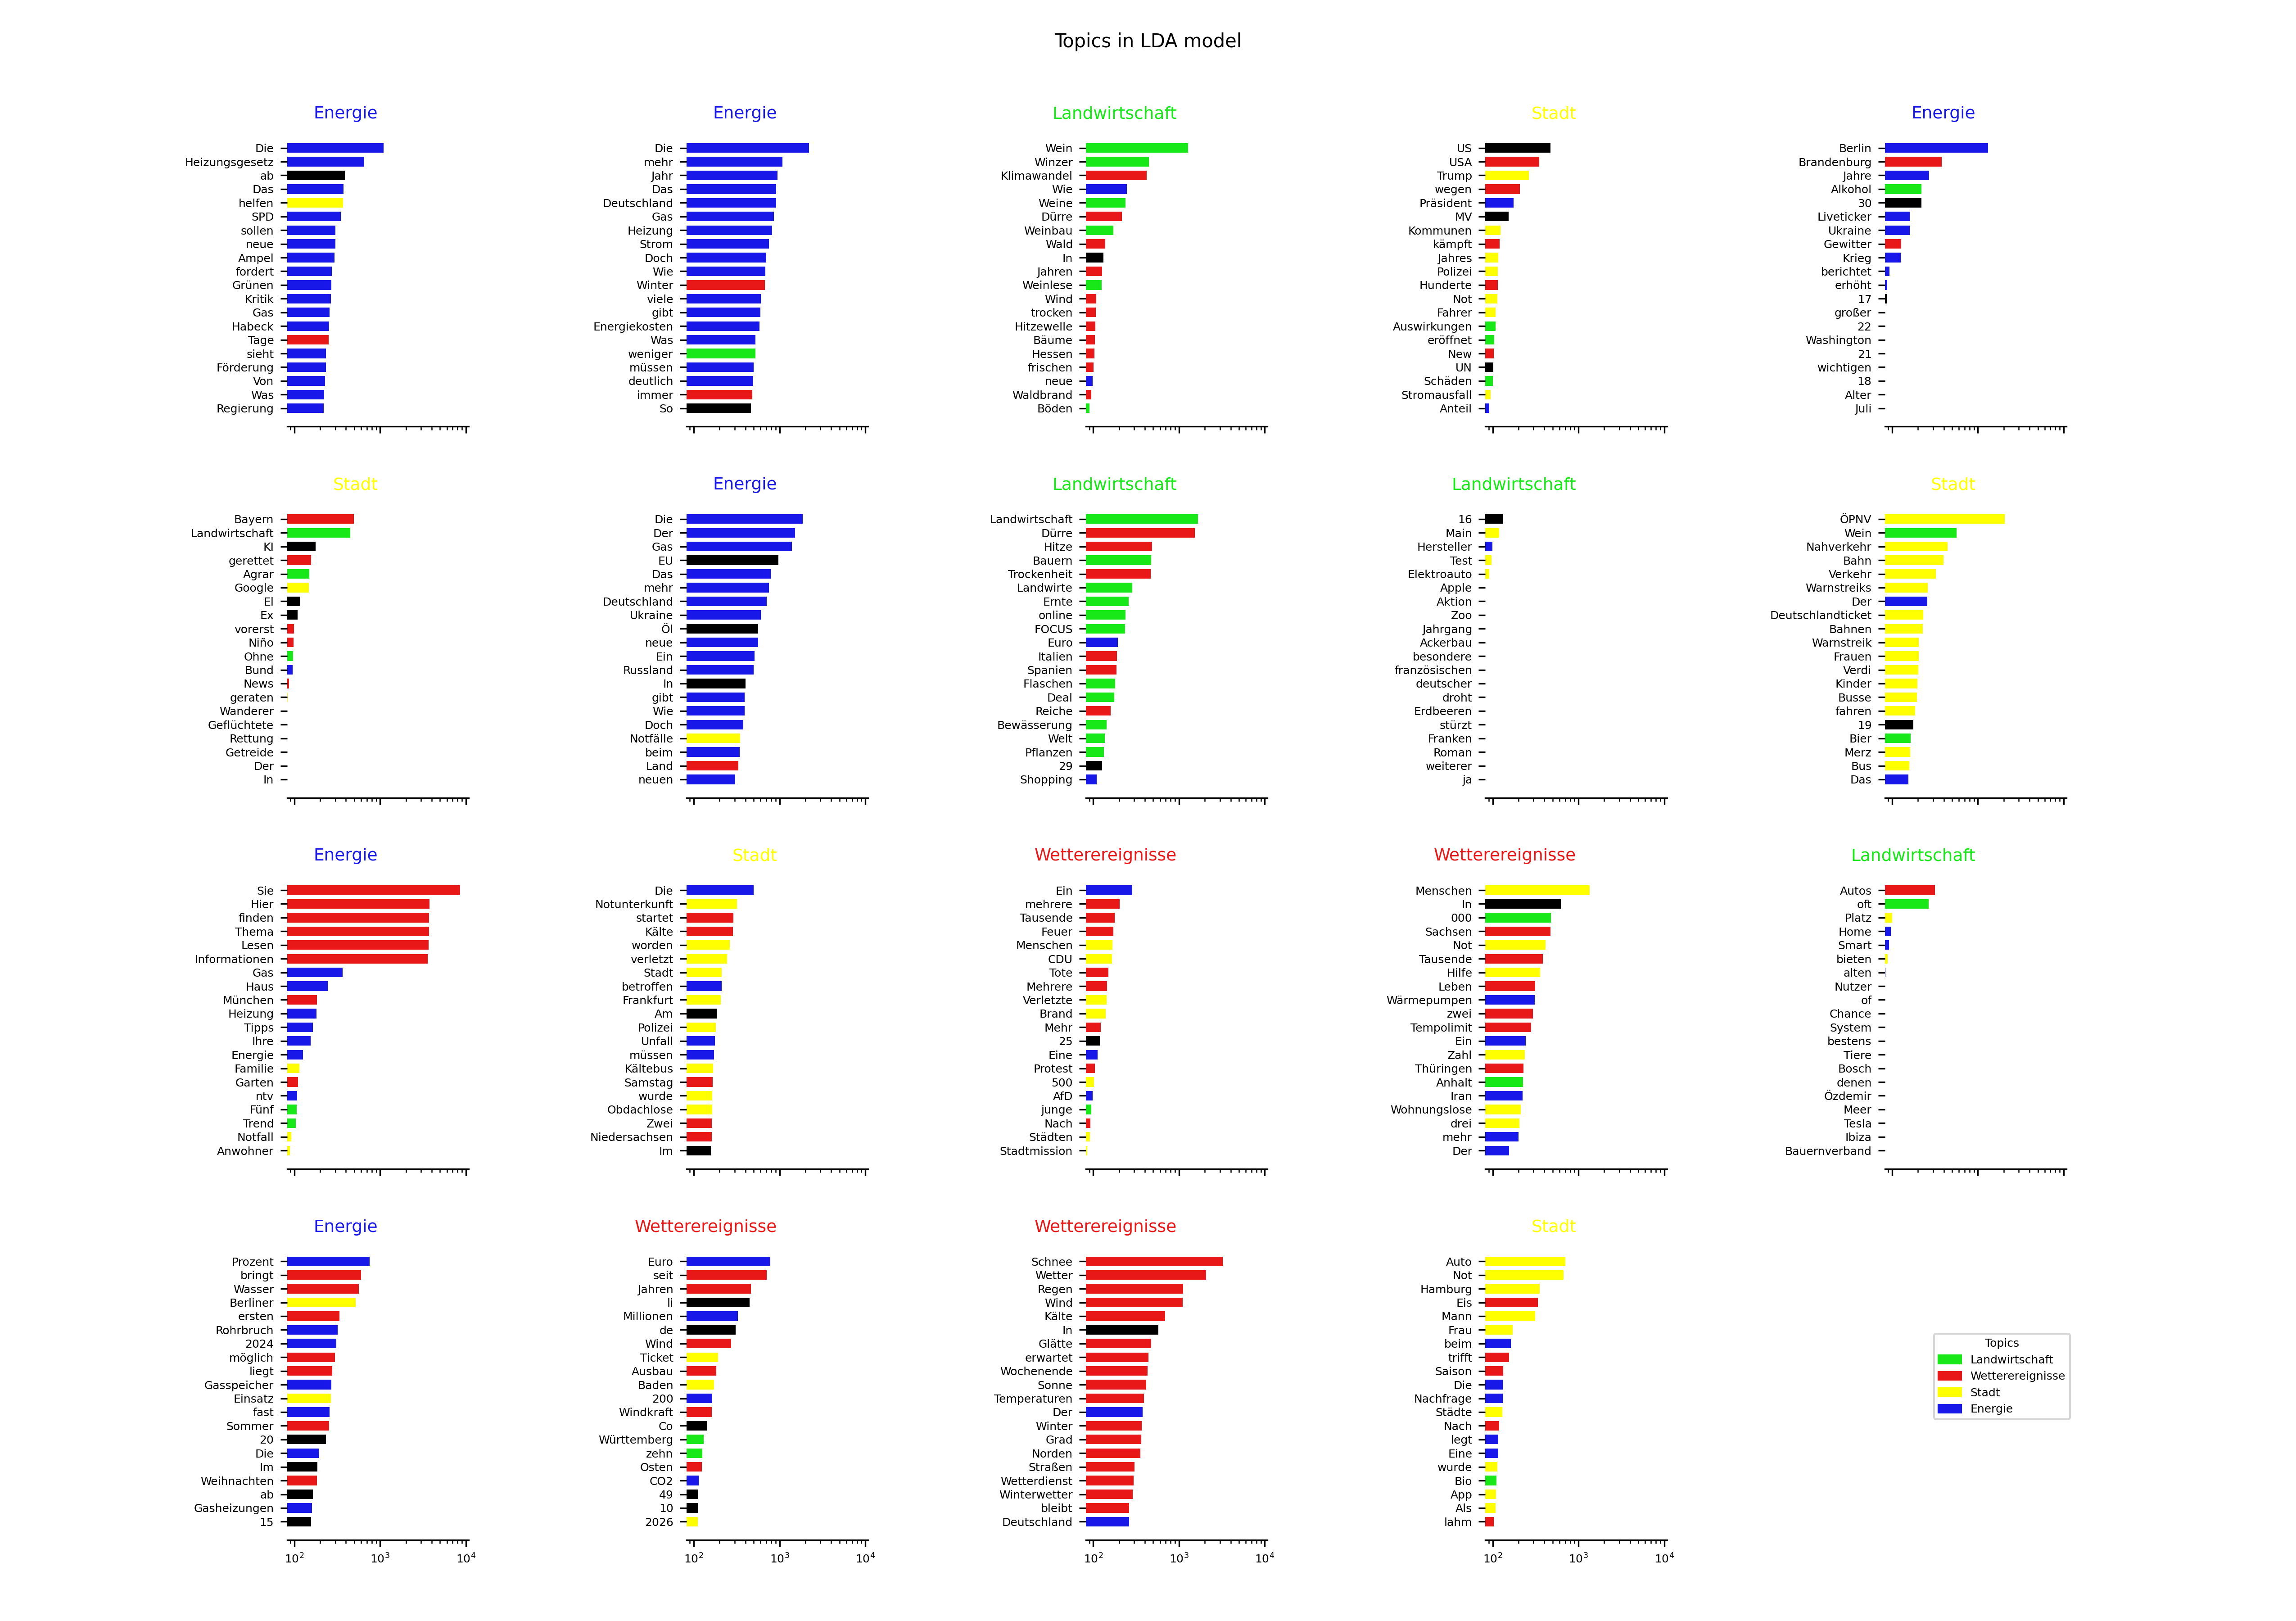 Topics in LDA model
Energie
Die
Heizungsgesetz
ab
Das
helfen
SPD
sollen
neue
Ampel
fordert
Grünen
Kritik
Gas
Habeck
Tage
sieht
Förderung
Von
Was
Regierung
Energie
Die
mehr
Jahr
Das
Deutschland
Gas
Heizung
Strom
Doch
Wie
Winter
viele
gibt
Energiekosten
Was
weniger
müssen
deutlich
immer
So
Landwirtschaft
Wein
Winzer
Klimawandel
Wie
Weine
Dürre
Weinbau
Wald
In
Jahren
Weinlese
Wind
trocken
Hitzewelle
Bäume
Hessen
frischen
neue
Waldbrand
Böden
Stadt
US
USA
Trump
wegen
Präsident
MV
Kommunen
kämpft
Jahres
Polizei
Hunderte
Not
Fahrer
Auswirkungen
eröffnet
New
UN
Schäden
Stromausfall
Anteil
Energie
Berlin
Brandenburg
Jahre
Alkohol
30
Liveticker
Ukraine
Gewitter
Krieg
berichtet
erhöht
17
großer
22
Washington
21
wichtigen
18
Alter
Juli
Stadt
Bayern
Landwirtschaft
KI
gerettet
Agrar
Google
El
Ex
vorerst
Niño
Ohne
Bund
News
geraten
Wanderer
Geflüchtete
Rettung
Getreide
Der
In
Energie
Die
Der
Gas
EU
Das
mehr
Deutschland
Ukraine
Öl
neue
Ein
Russland
In
gibt
Wie
Doch
Notfälle
beim
Land
neuen
Landwirtschaft
Landwirtschaft
Dürre
Hitze
Bauern
Trockenheit
Landwirte
Ernte
online
FOCUS
Euro
Italien
Spanien
Flaschen
Deal
Reiche
Bewässerung
Welt
Pflanzen
29
Shopping
Landwirtschaft
16
Main
Hersteller
Test
Elektroauto
Apple
Aktion
Zoo
Jahrgang
Ackerbau
besondere
französischen
deutscher
droht
Erdbeeren
stürzt
Franken
Roman
weiterer
ja
Stadt
ÖPNV
Wein
Nahverkehr
Bahn
Verkehr
Warnstreiks
Der
Deutschlandticket
Bahnen
Warnstreik
Frauen
Verdi
Kinder
Busse
fahren
19
Bier
Merz
Bus
Das
Energie
Sie
Hier
finden
Thema
Lesen
Informationen
Gas
Haus
München
Heizung
Tipps
Ihre
Energie
Familie
Garten
ntv
Fünf
Trend
Notfall
Anwohner
Stadt
Die
Notunterkunft
startet
Kälte
worden
verletzt
Stadt
betroffen
Frankfurt
Am
Polizei
Unfall
müssen
Kältebus
Samstag
wurde
Obdachlose
Zwei
Niedersachsen
Im
Wetterereignisse
Ein
mehrere
Tausende
Feuer
Menschen
CDU
Tote
Mehrere
Verletzte
Brand
Mehr
25
Eine
Protest
500
AfD
junge
Nach
Städten
Stadtmission
Wetterereignisse
Menschen
In
000
Sachsen
Not
Tausende
Hilfe
Leben
Wärmepumpen
zwei
Tempolimit
Ein
Zahl
Thüringen
Anhalt
Iran
Wohnungslose
drei
mehr
Der
Landwirtschaft
Autos
oft
Platz
Home
Smart
bieten
alten
Nutzer
of
Chance
System
bestens
Tiere
Bosch
denen
Özdemir
Meer
Tesla
Ibiza
Bauernverband
Energie
Prozent
bringt
Wasser
Berliner
ersten
Rohrbruch
2024
möglich
liegt
Gasspeicher
Einsatz
fast
Sommer
20
Die
Im
Weihnachten
ab
Gasheizungen
15
10² 10³ 10⁴
Wetterereignisse
Euro
seit
Jahren
li
Millionen
de
Wind
Ticket
Ausbau
Baden
200
Windkraft
Co
Württemberg
zehn
Osten
CO2
49
10
2026
10² 10³ 10⁴
Wetterereignisse
Schnee
Wetter
Regen
Wind
Kälte
In
Glätte
erwartet
Wochenende
Sonne
Temperaturen
Der
Winter
Grad
Norden
Straßen
Wetterdienst
Winterwetter
bleibt
Deutschland
10² 10³ 10⁴
Stadt
Auto
Not
Hamburg
Eis
Mann
Frau
beim
trifft
Saison
Die
Nachfrage
Städte
Nach
legt
Eine
wurde
Bio
App
Als
lahm
10² 10³ 10⁴
Topics
Landwirtschaft
Wetterereignisse
Stadt
Energie